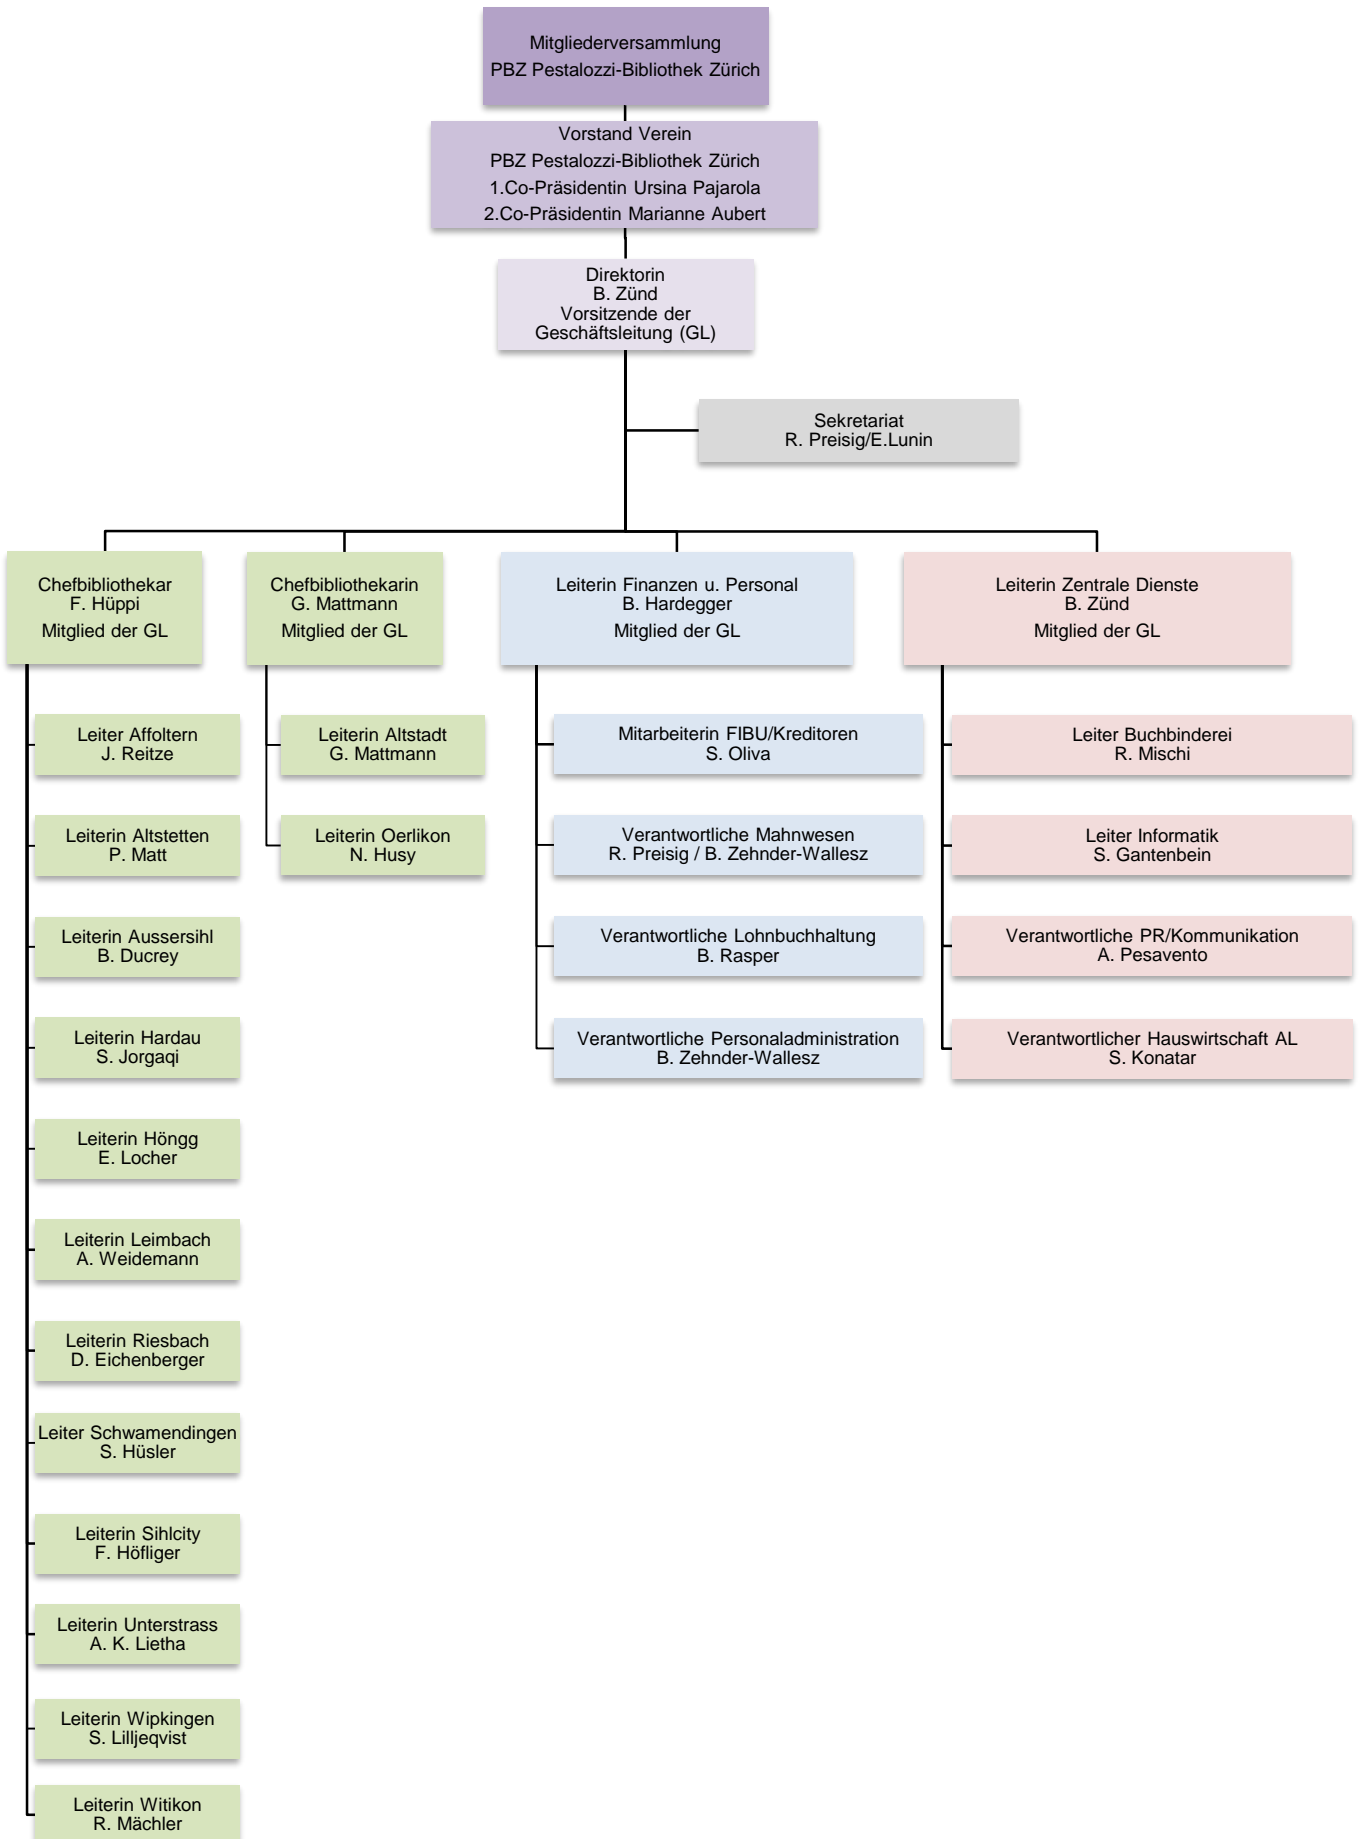 Mitgliederversammlung
PBZ Pestalozzi-Bibliothek Zürich
Vorstand Verein
PBZ Pestalozzi-Bibliothek Zürich
1.Co-Präsidentin Ursina Pajarola
2.Co-Präsidentin Marianne Aubert
Direktorin
B. Zünd
Vorsitzende der
Geschäftsleitung (GL)
Sekretariat
R. Preisig/E.Lunin
Chefbibliothekar
F. Hüppi
Mitglied der GL
Chefbibliothekarin
G. Mattmann
Mitglied der GL
Leiterin Finanzen u. Personal
B. Hardegger
Mitglied der GL
Leiterin Zentrale Dienste
B. Zünd
Mitglied der GL
Leiter Affoltern
J. Reitze
Leiterin Altstetten
P. Matt
Leiterin Aussersihl
B. Ducrey
Leiterin Hardau
S. Jorgaqi
Leiterin Höngg
E. Locher
Leiterin Leimbach
A. Weidemann
Leiterin Riesbach
D. Eichenberger
Leiter Schwamendingen
S. Hüsler
Leiterin Sihlcity
F. Höfliger
Leiterin Unterstrass
A. K. Lietha
Leiterin Wipkingen
S. Lilljeqvist
Leiterin Witikon
R. Mächler
Leiterin Altstadt
G. Mattmann
Leiterin Oerlikon
N. Husy
Mitarbeiterin FIBU/Kreditoren
S. Oliva
Verantwortliche Mahnwesen
R. Preisig / B. Zehnder-Wallesz
Verantwortliche Lohnbuchhaltung
B. Rasper
Verantwortliche Personaladministration
B. Zehnder-Wallesz
Leiter Buchbinderei
R. Mischi
Leiter Informatik
S. Gantenbein
Verantwortliche PR/Kommunikation
A. Pesavento
Verantwortlicher Hauswirtschaft AL
S. Konatar